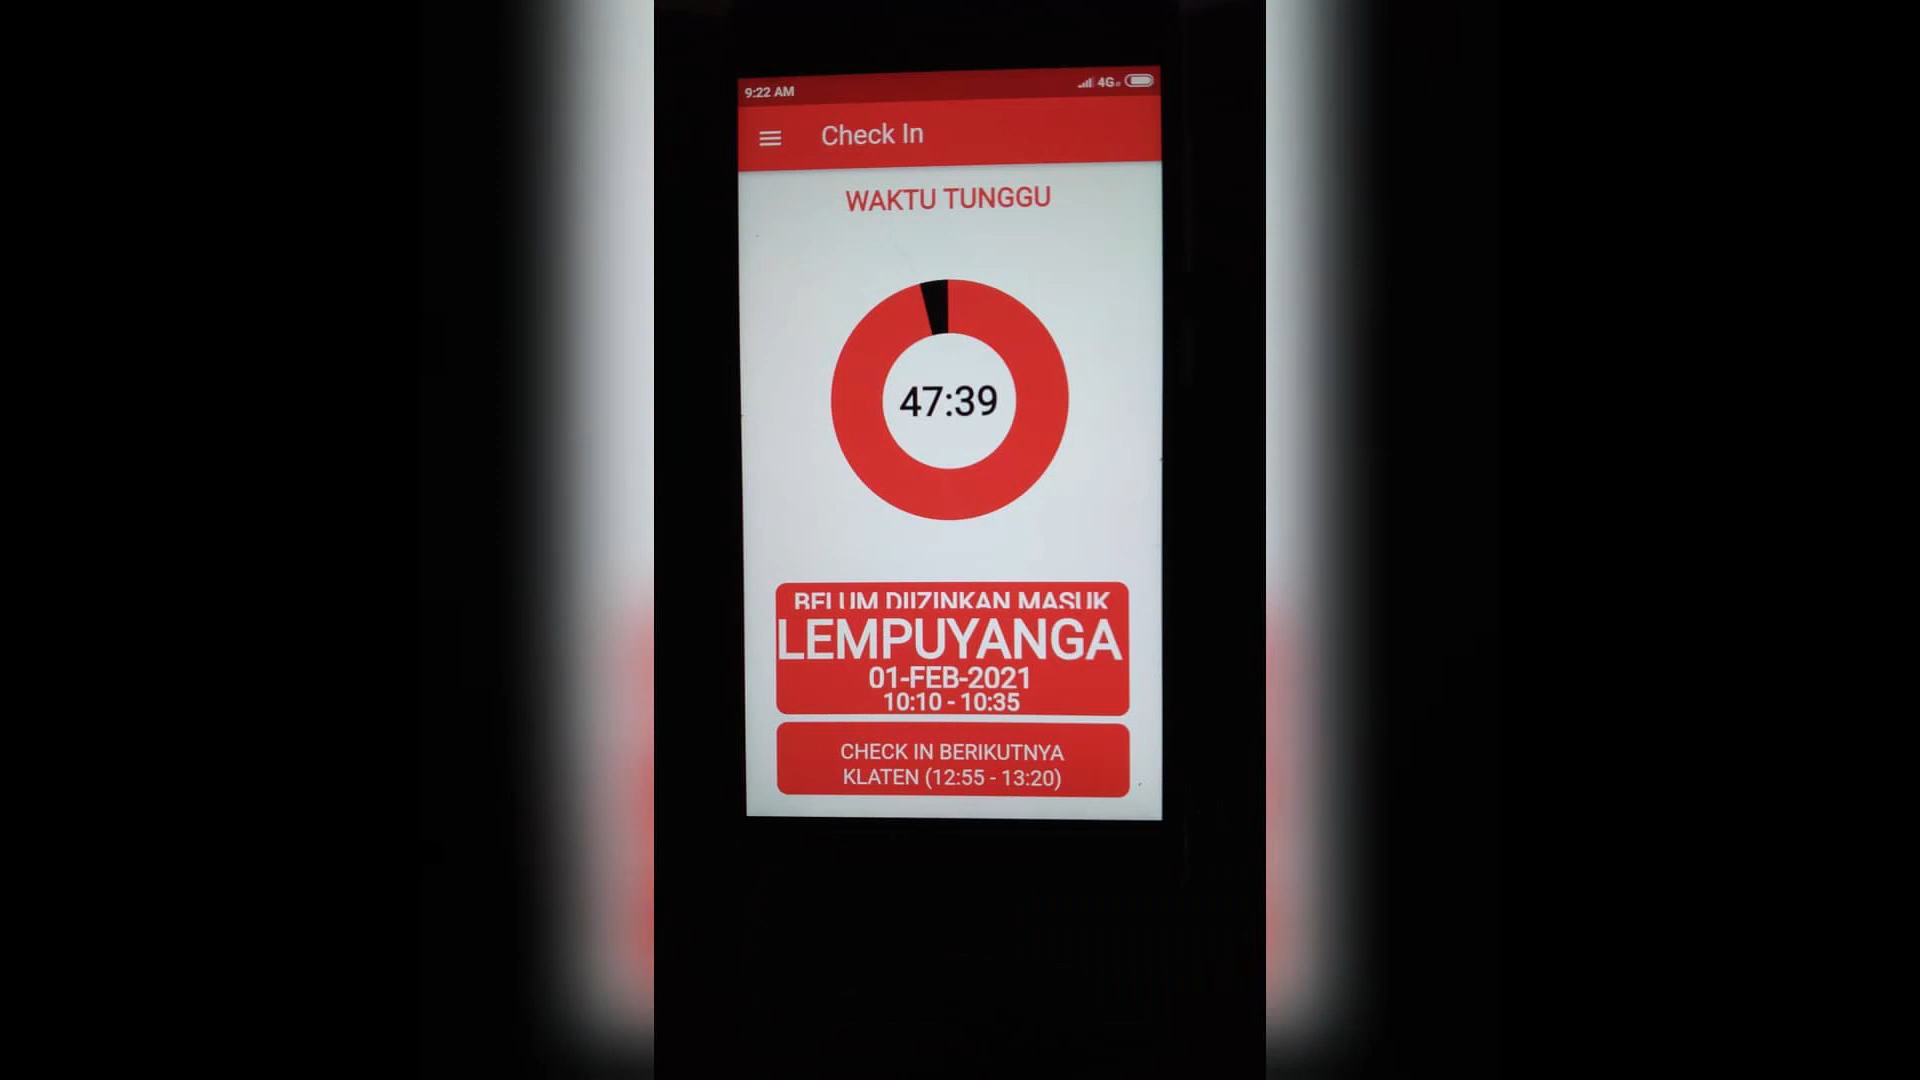 9:22 AM
4G
Check In
WAKTU TUNGGU
47:39
BELUM DIIZINKAN MASUK
LEMPUYANGA
01-FEB-2021
10:10 - 10:35
CHECK IN BERIKUTNYA
KLATEN (12:55 - 13:20)